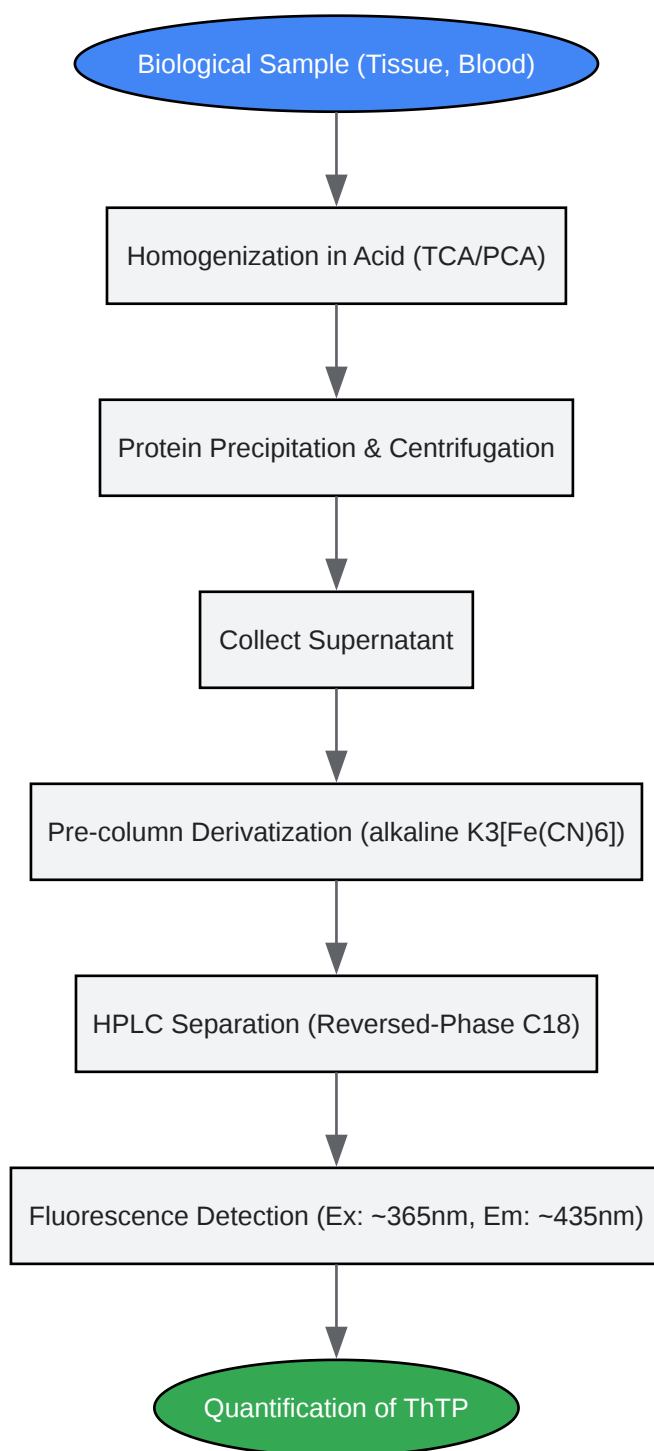 Biological Sample (Tissue, Blood)
Homogenization in Acid (TCA/PCA)
Protein Precipitation & Centrifugation
Collect Supernatant
Pre-column Derivatization (alkaline K3[Fe(CN)6])
HPLC Separation (Reversed-Phase C18)
Fluorescence Detection (Ex: ~365nm, Em: ~435nm)
Quantification of ThTP